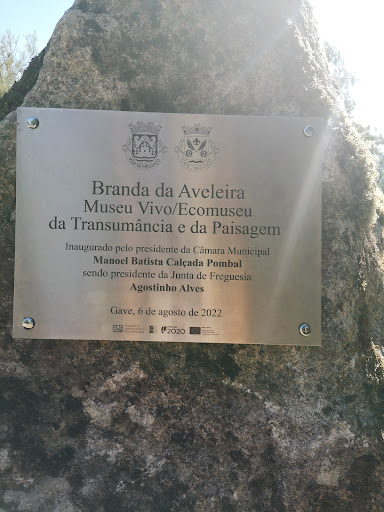 Branda da Aveleira
Museu Vivo/Ecomuseu
da Transumância e da Paisagem
Inaugurado pelo presidente da Câmara Municipal
Manoel Batista Calçada Pombal
sendo presidente da Junta de Freguesia
Agostinho Alves
Gave, 6 de agosto de 2022
2020